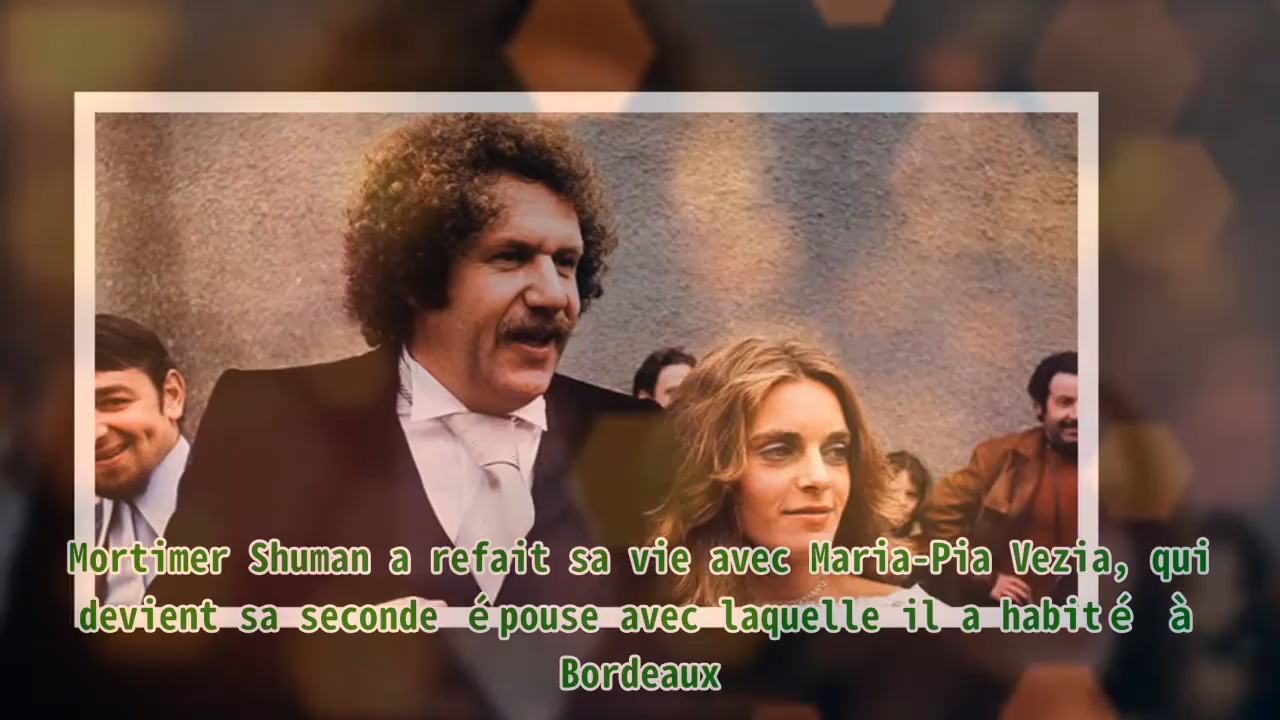 Mortimer Shuman a refait sa vie avec Maria-Pia Vezia, qui
devient sa seconde épouse avec laquelle il a habité à
Bordeaux